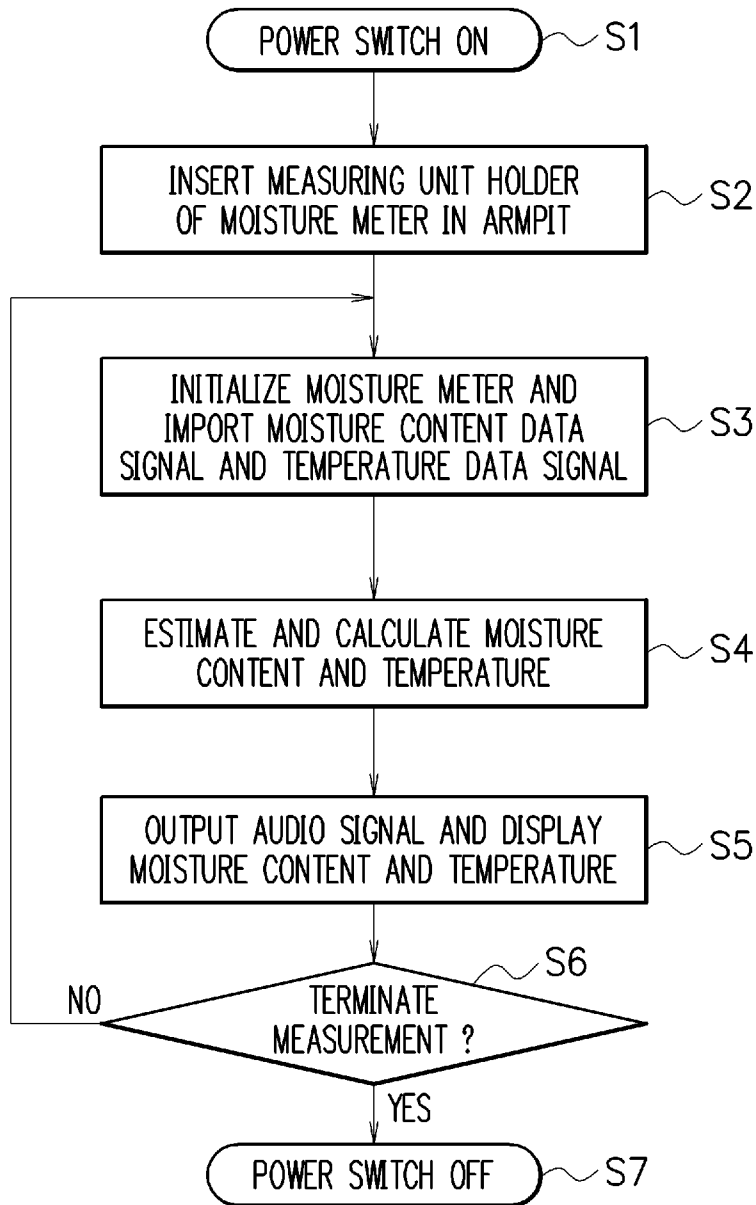 POWER SWITCH ON
S1
INSERT MEASURING UNIT HOLDER
OF MOISTURE METER IN ARMPIT
S2
INITIALIZE MOISTURE METER AND
IMPORT MOISTURE CONTENT DATA
SIGNAL AND TEMPERATURE DATA SIGNAL
S3
ESTIMATE AND CALCULATE MOISTURE
CONTENT AND TEMPERATURE
S4
OUTPUT AUDIO SIGNAL AND DISPLAY
MOISTURE CONTENT AND TEMPERATURE
S5
S6
NO
TERMINATE
MEASUREMENT ?
YES
POWER SWITCH OFF
S7